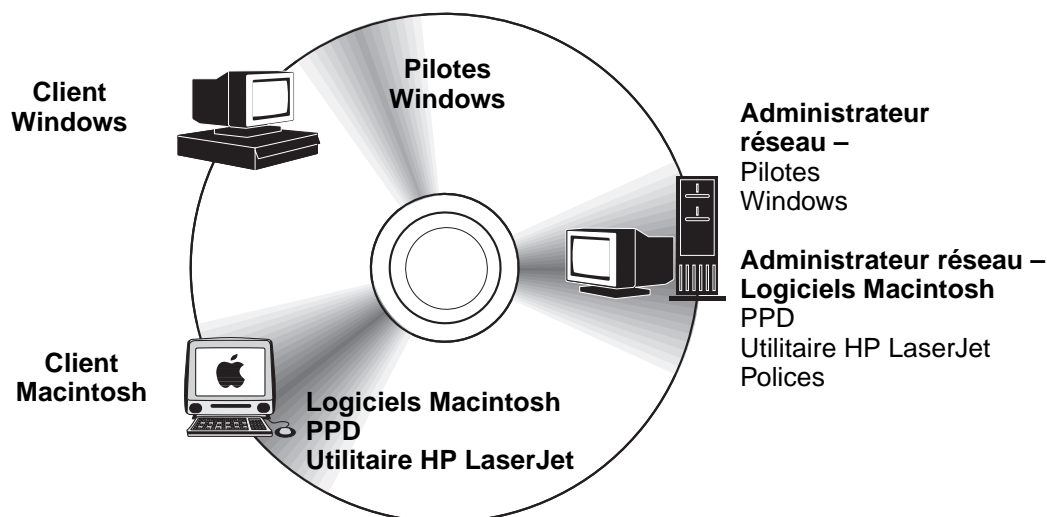 Client
Windows
Pilotes
Windows
Administrateur
réseau –
Pilotes
Windows
Administrateur réseau –
Logiciels Macintosh
PPD
Utilitaire HP LaserJet
Polices
Client
Macintosh
Logiciels Macintosh
PPD
Utilitaire HP LaserJet